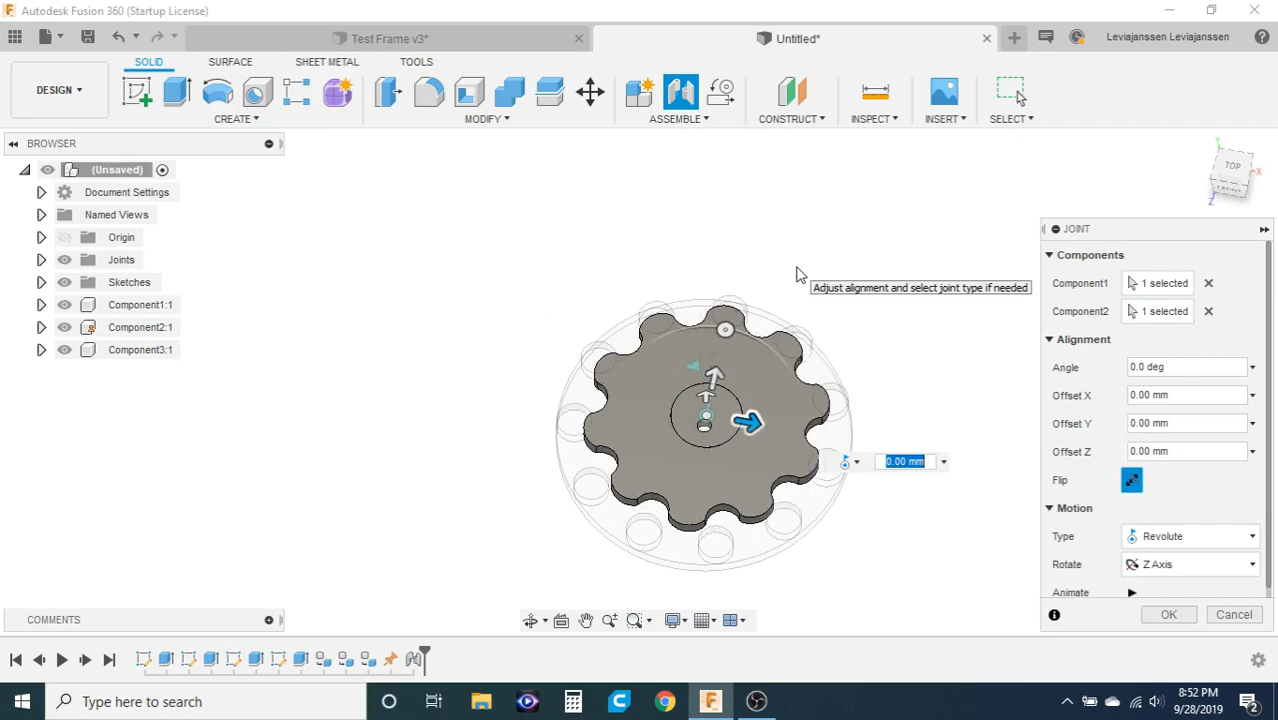 Autodesk Fusion 360 (Startup License)
Test Frame v3*
Untitled*
Leviajanssen Leviajanssen
SOLID
SURFACE
SHEET METAL
TOOLS
DESIGN
CREATE
MODIFY
ASSEMBLE
CONSTRUCT
INSPECT
INSERT
SELECT
BROWSER
(Unsaved)
Document Settings
Named Views
Origin
Joints
Sketches
Component1:1
Component2:1
Component3:1
Y
TOP
X
Z
Adjust alignment and select joint type if needed
0.00 mm
JOINT
Components
Component1
1 selected
Component2
1 selected
Alignment
Angle
0.0 deg
Offset X
0.00 mm
Offset Y
0.00 mm
Offset Z
0.00 mm
Flip
Motion
Type
Revolute
Rotate
Z Axis
Animate
OK
Cancel
COMMENTS
Type here to search
8:52 PM
9/28/2019
2